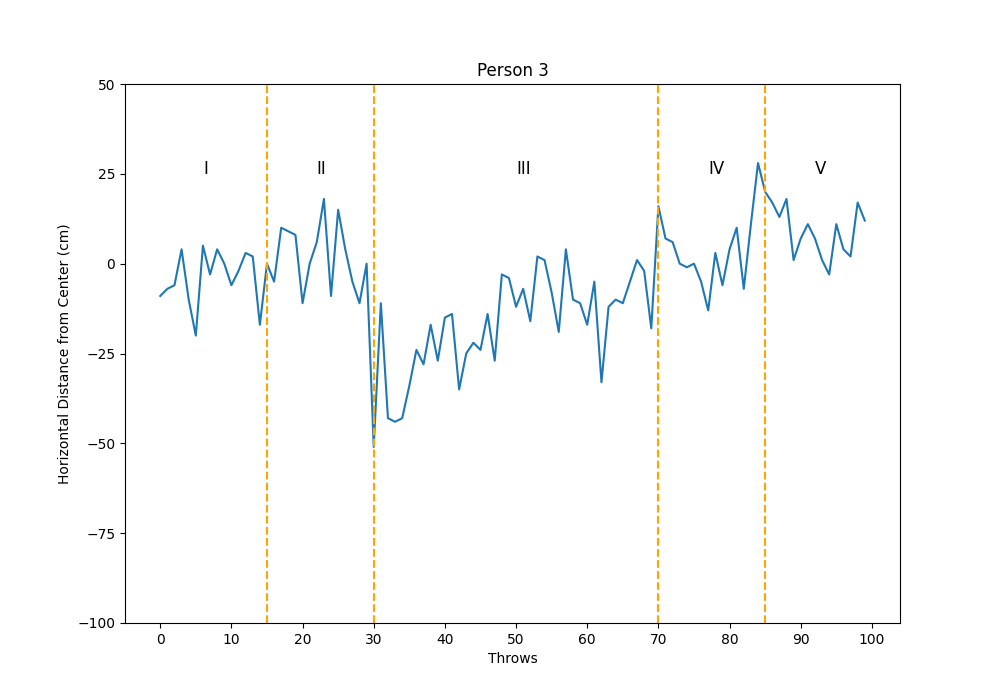 Person 3
50
25
0
−25
−50
−75
−100
Horizontal Distance from Center (cm)
I
II
III
IV
V
0 10 20 30 40 50 60 70 80 90 100
Throws